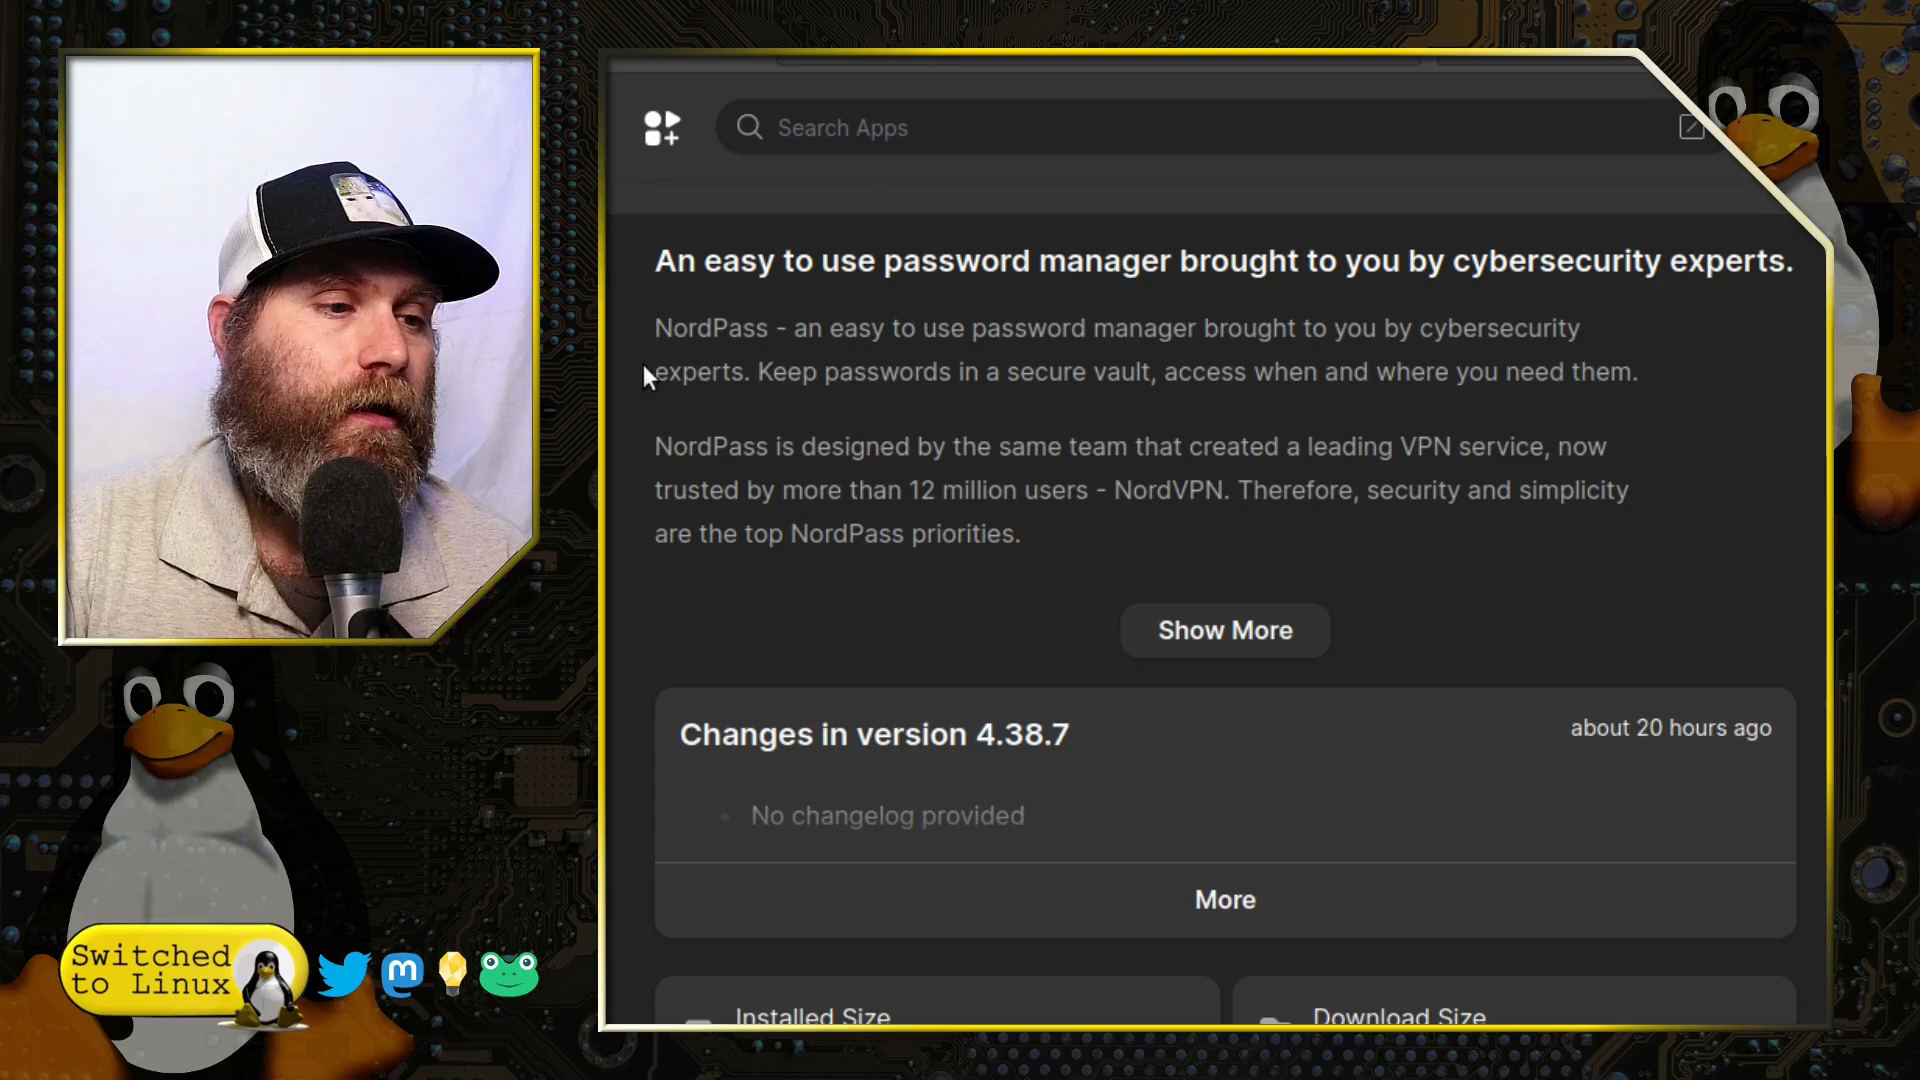 Search Apps
An easy to use password manager brought to you by cybersecurity experts.
NordPass - an easy to use password manager brought to you by cybersecurity
experts. Keep passwords in a secure vault, access when and where you need them.
NordPass is designed by the same team that created a leading VPN service, now
trusted by more than 12 million users - NordVPN. Therefore, security and simplicity
are the top NordPass priorities.
Show More
Changes in version 4.38.7
about 20 hours ago
No changelog provided
More
Installed Size
Download Size
Switched
to Linux